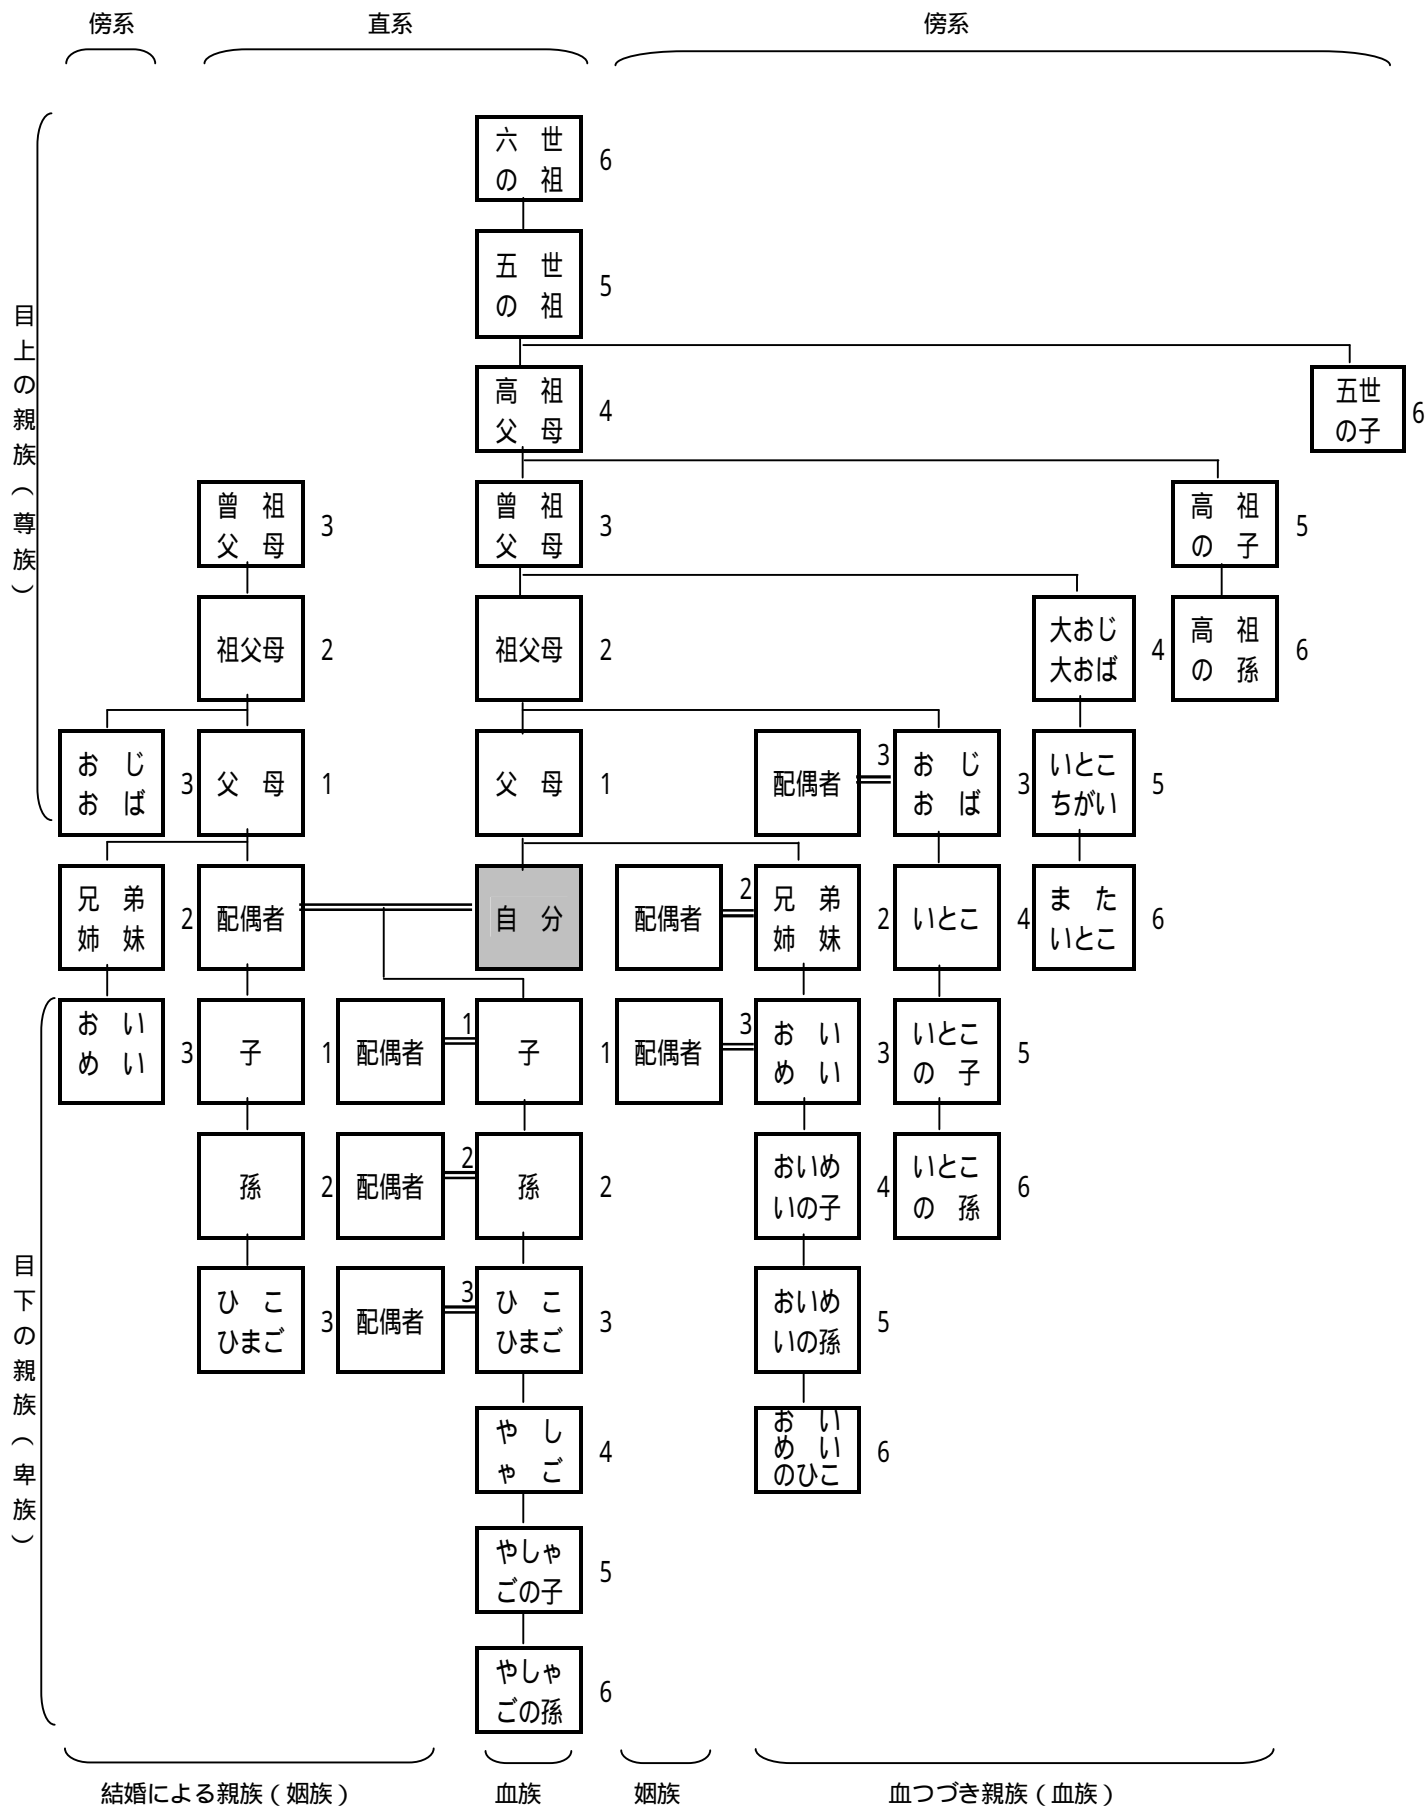 傍系
直系
傍系
六 世
の 祖
6
五 世
の 祖
5
高 祖
父 母
4
五世
の子
6
曾 祖
父 母
3
曾 祖
父 母
3
高 祖
の 子
5
祖父母
2
祖父母
2
大おじ
大おば
4
高 祖
の 孫
6
お じ
お ば
3
父 母
1
父 母
1
配偶者
3
お じ
お ば
3
いとこ
ちがい
5
兄 弟
姉 妹
2
配偶者
自 分
配偶者
2
兄 弟
姉 妹
2
いとこ
4
ま た
いとこ
6
お い
め い
3
子
1
配偶者
1
子
1
配偶者
3
お い
め い
3
いとこ
の 子
5
孫
2
配偶者
2
孫
2
おいめ
いの子
4
いとこ
の 孫
6
ひ こ
ひまご
3
配偶者
3
ひ こ
ひまご
3
おいめ
いの孫
5
や し
ゃ ご
4
お い
め い
のひこ
6
やしゃ
ごの子
5
やしゃ
ごの孫
6
目上の親族(尊族)
目下の親族(卑族)
結婚による親族(姻族)
血族
姻族
血つづき親族(血族)